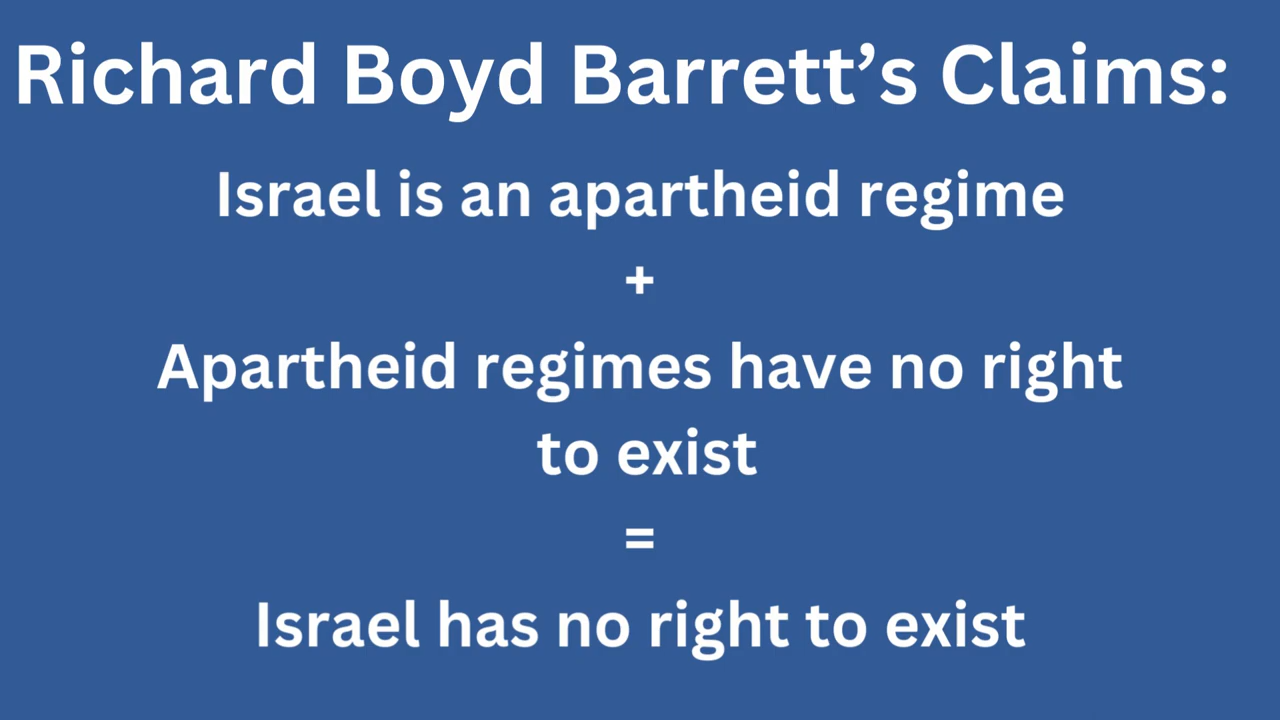 Richard Boyd Barrett’s Claims:
Israel is an apartheid regime
+
Apartheid regimes have no right
to exist
=
Israel has no right to exist